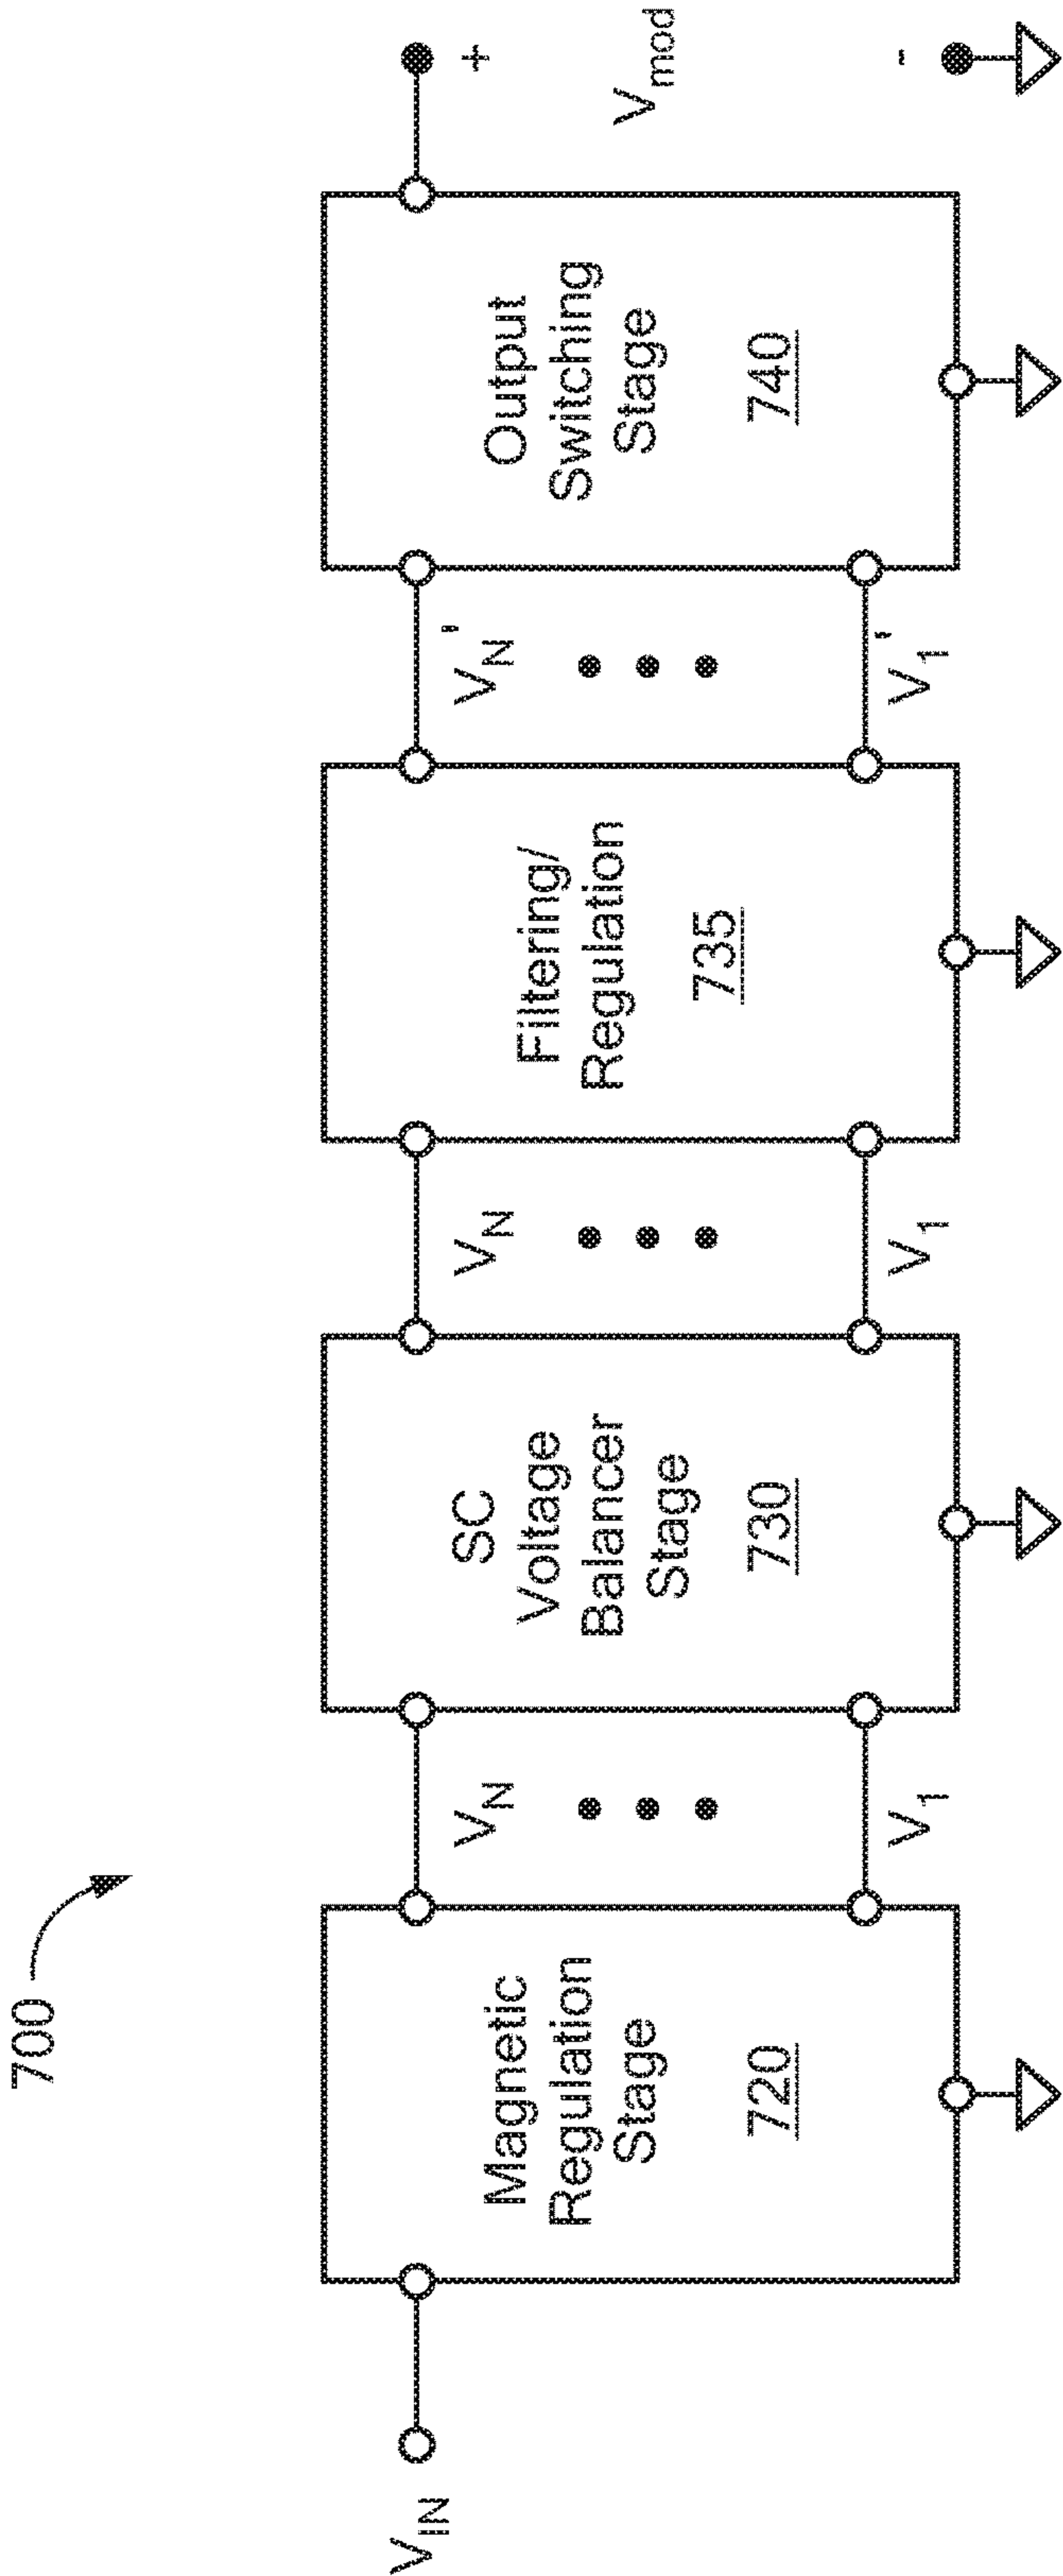 700
V_IN
Magnetic
Regulation
Stage
720
V_N
V_1
SC
Voltage
Balancer
Stage
730
V_N
V_1
Filtering/
Regulation
735
V_N'
V_1'
Output
Switching
Stage
740
+
V_mod
-